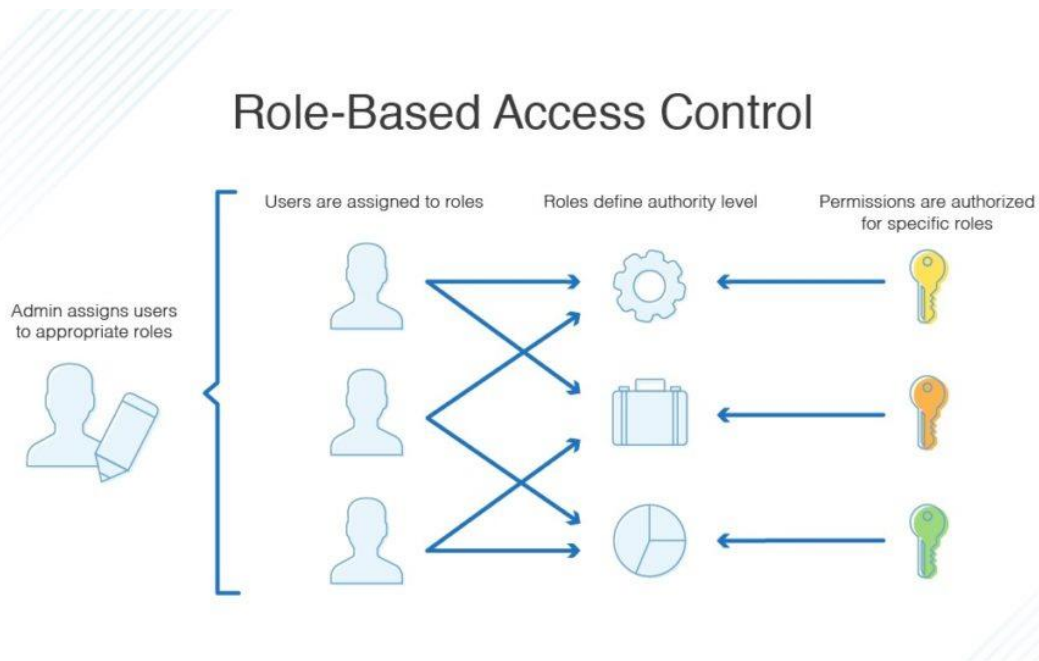 Role-Based Access Control
Admin assigns users
to appropriate roles
Users are assigned to roles
Roles define authority level
Permissions are authorized
for specific roles